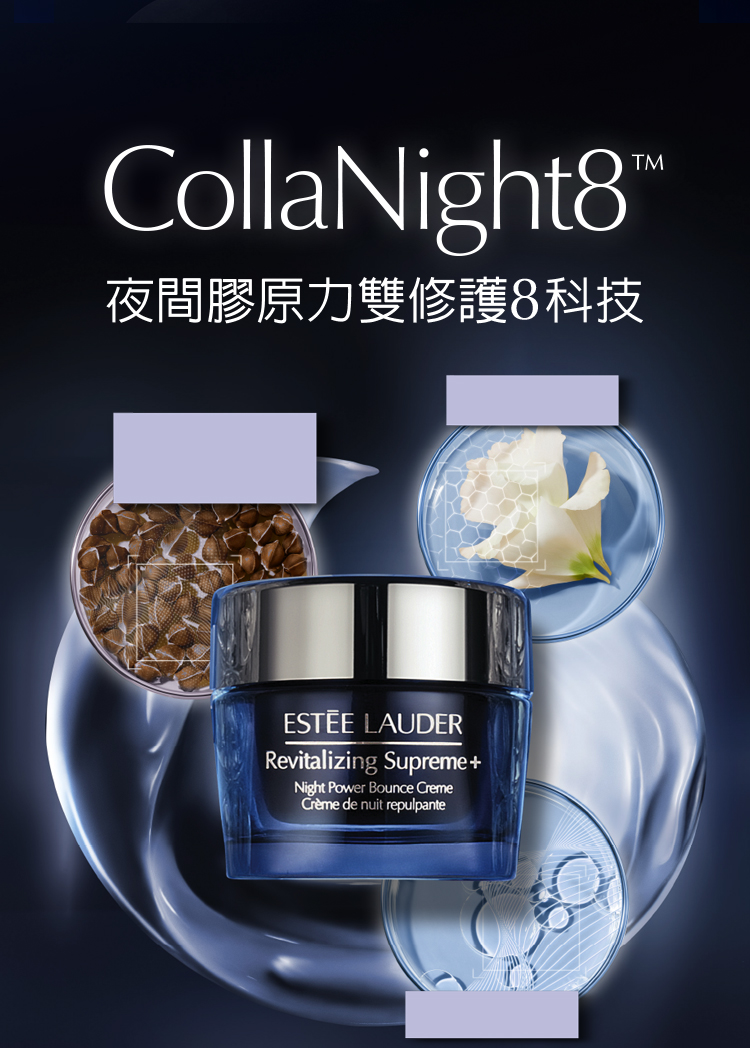 CollaNight8™
夜間膠原力雙修護8科技
ESTĒE LAUDER
Revitalizing Supreme+
Night Power Bounce Creme
Crème de nuit repulpante